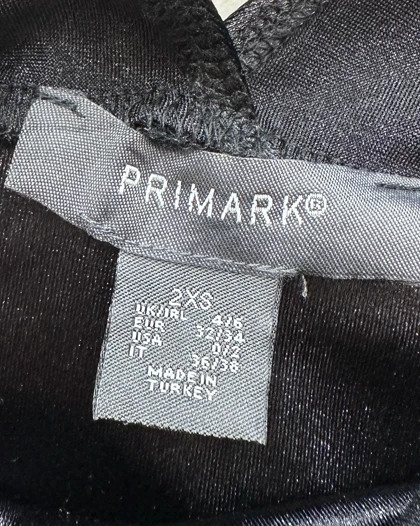 PRIMARK®
2XS
UK/IRL 4/6
EUR 32/34
USA 0/2
IT 36/38
MADE IN
TURKEY